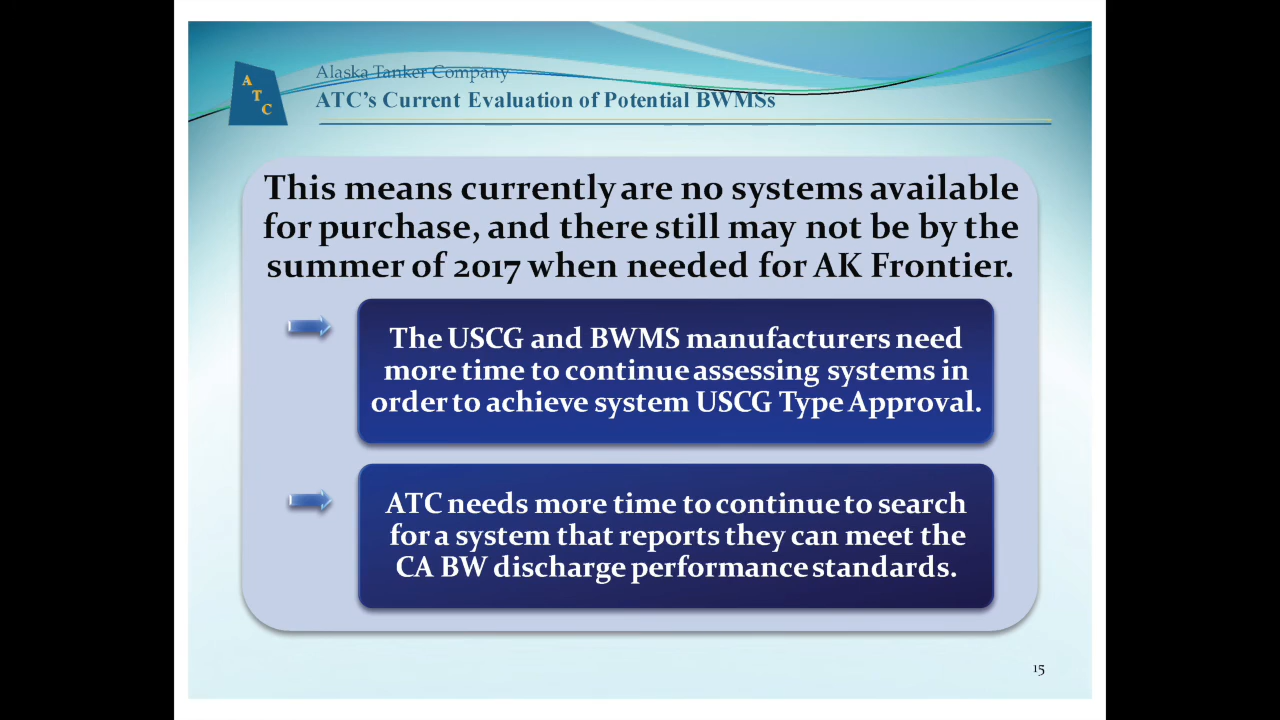 A
T
C
Alaska Tanker Company
ATC's Current Evaluation of Potential BWMSs
This means currently are no systems available
for purchase, and there still may not be by the
summer of 2017 when needed for AK Frontier.
The USCG and BWMS manufacturers need
more time to continue assessing systems in
order to achieve system USCG Type Approval.
ATC needs more time to continue to search
for a system that reports they can meet the
CA BW discharge performance standards.
15